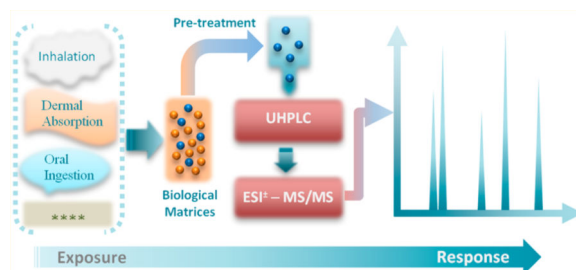 Pre-treatment
Inhalation
Dermal
Absorption
Oral
Ingestion
****
Biological
Matrices
UHPLC
ESI± – MS/MS
Exposure
Response